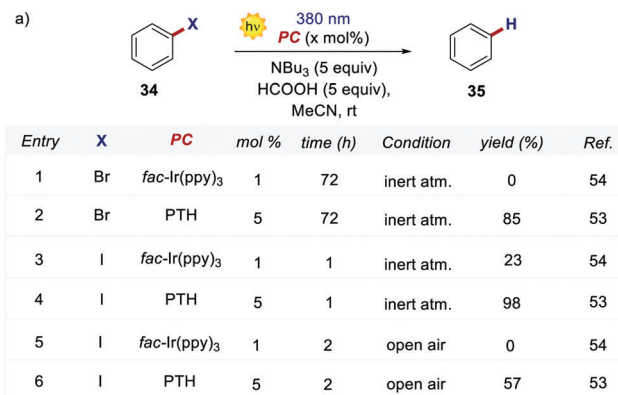 a)
X
34
hν
380 nm
PC (x mol%)
NBu₃ (5 equiv)
HCOOH (5 equiv),
MeCN, rt
H
35
Entry X PC mol % time (h) Condition yield (%) Ref.
1 Br fac-Ir(ppy)₃ 1 72 inert atm. 0 54
2 Br PTH 5 72 inert atm. 85 53
3 I fac-Ir(ppy)₃ 1 1 inert atm. 23 54
4 I PTH 5 1 inert atm. 98 53
5 I fac-Ir(ppy)₃ 1 2 open air 0 54
6 I PTH 5 2 open air 57 53